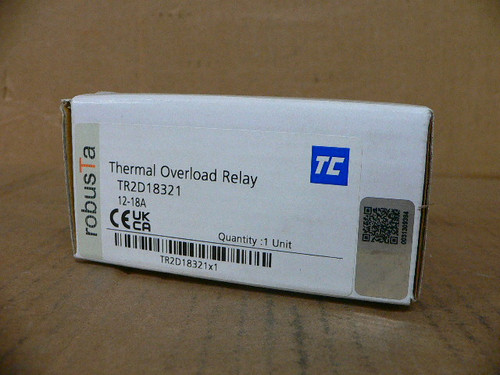 robusTa
Thermal Overload Relay
TR2D18321
12-18A
CE UK CA
Quantity :1 Unit
TR2D18321x1
TC